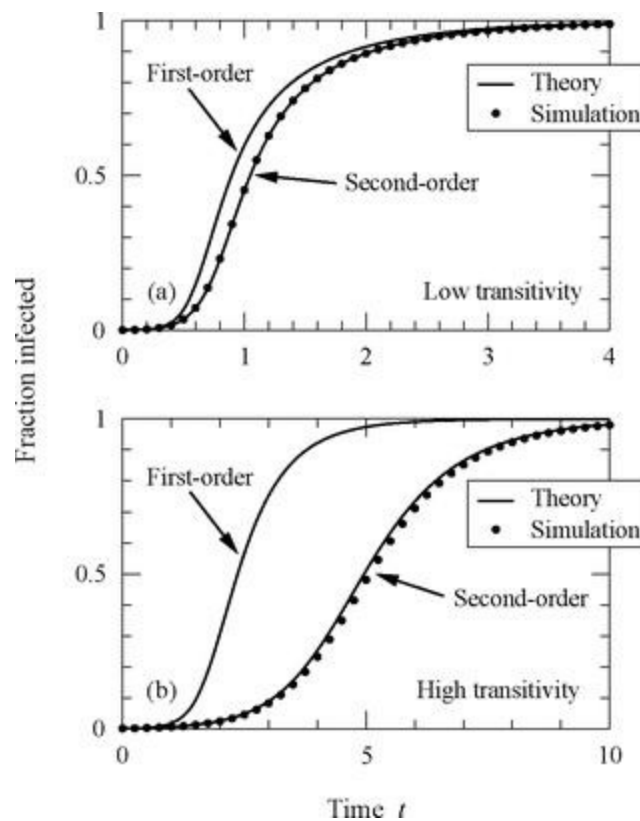 1
First-order
Theory
Simulation
0.5
Second-order
(a)
Low transitivity
0
0 1 2 3 4
Fraction infected
1
First-order
Theory
Simulation
0.5
Second-order
(b)
High transitivity
0
0 5 10
Time t